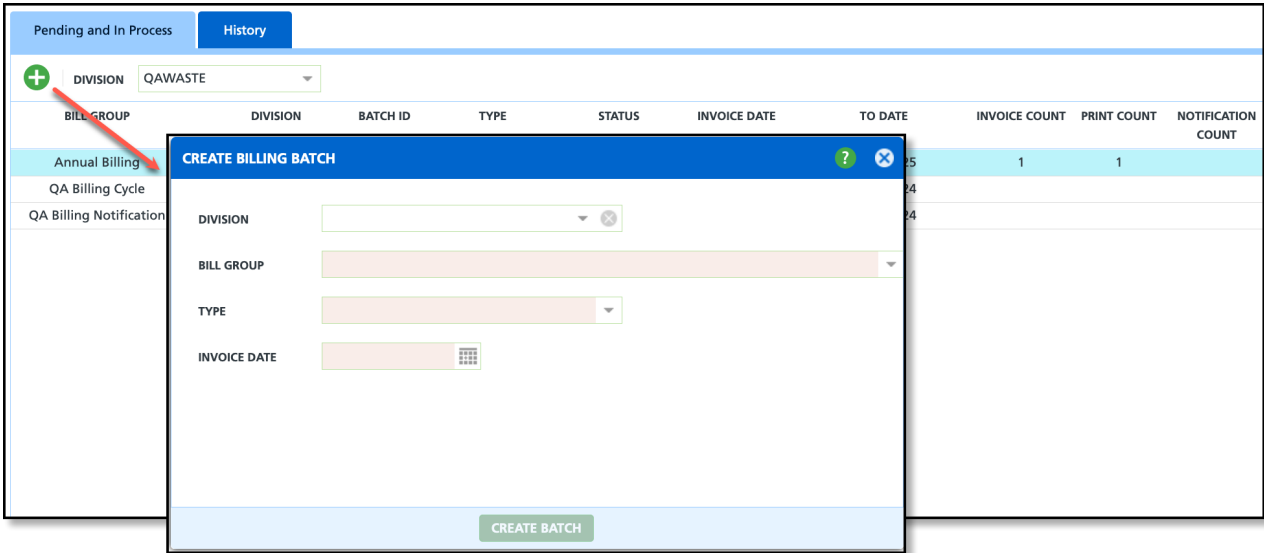 Pending and In Process History
DIVISION QAWASTE
BILL GROUP DIVISION BATCH ID TYPE STATUS INVOICE DATE TO DATE INVOICE COUNT PRINT COUNT NOTIFICATION
COUNT
Annual Billing 25 1 1
QA Billing Cycle 24
QA Billing Notification 24
CREATE BILLING BATCH ?
DIVISION
BILL GROUP
TYPE
INVOICE DATE
CREATE BATCH